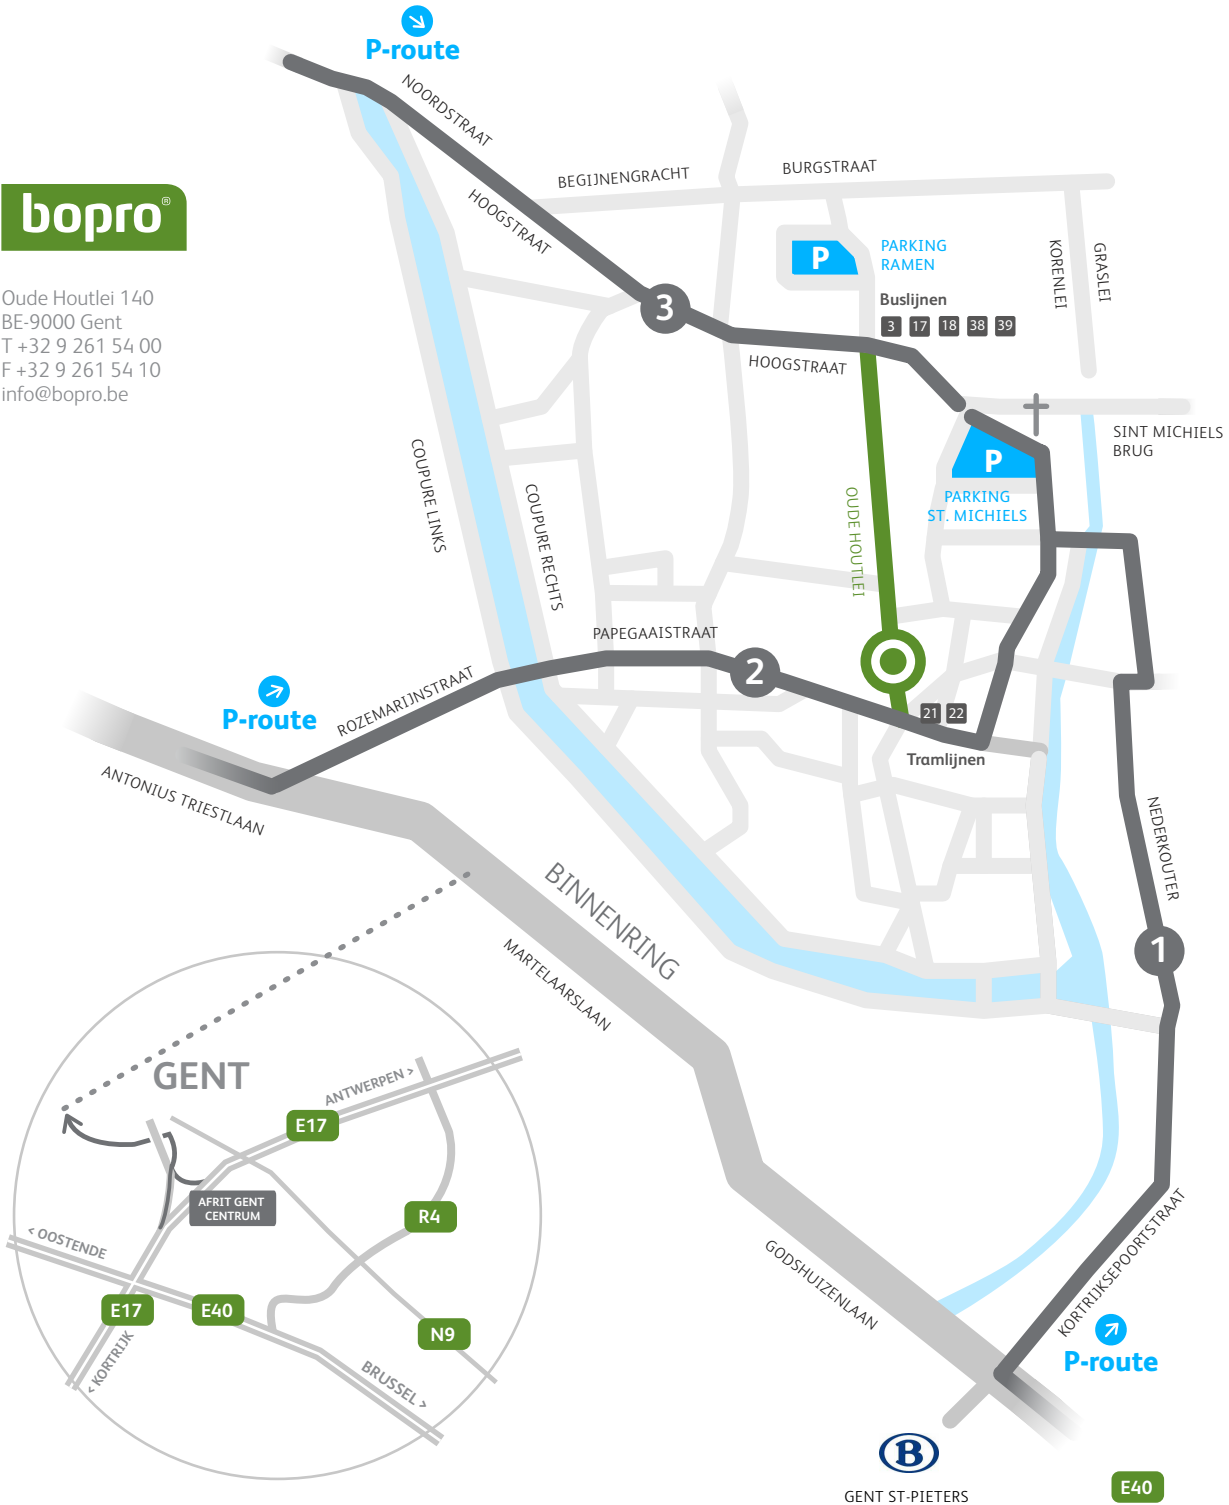 P-route
NOORDSTRAAT
HOOGSTRAAT
BEGIJNENGRACHT
BURGSTRAAT
bopro®
Oude Houtlei 140
BE-9000 Gent
T +32 9 261 54 00
F +32 9 261 54 10
info@bopro.be
P
PARKING
RAMEN
KORENLEI
GRASLEI
Buslijnen
3 17 18 38 39
3
HOOGSTRAAT
SINT MICHIELS
BRUG
P
PARKING
ST. MICHIELS
COUPURE LINKS
COUPURE RECHTS
OUDE HOUTLEI
PAPEGAAISTRAAT
2
ROZEMARIJNSTRAAT
P-route
21 22
Tramlijnen
ANTONIUS TRIESTLAAN
NEDERKOUTER
BINNENRING
MARTELAARSLAAN
1
GENT
ANTWERPEN >
E17
AFRIT GENT
CENTRUM
R4
< OOSTENDE
E17
E40
N9
< KORTRIJK
BRUSSEL >
GODSHUIZENLAAN
KORTRIJKSEPOORTSTRAAT
P-route
B
GENT ST-PIETERS
E40